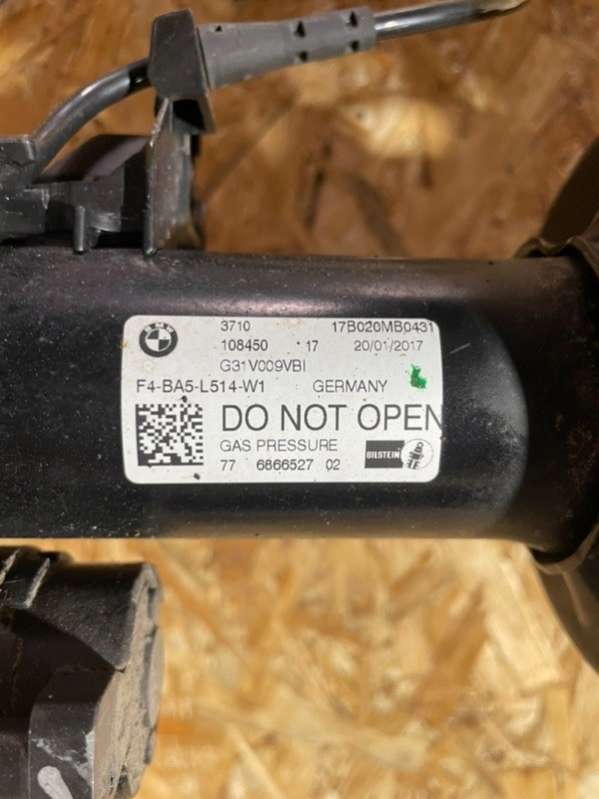 BMW
3710 17B020MB0431
108450 17 20/01/2017
G31V009VBI
F4-BA5-L514-W1 GERMANY
DO NOT OPEN
GAS PRESSURE
77 6866527 02
BILSTEIN